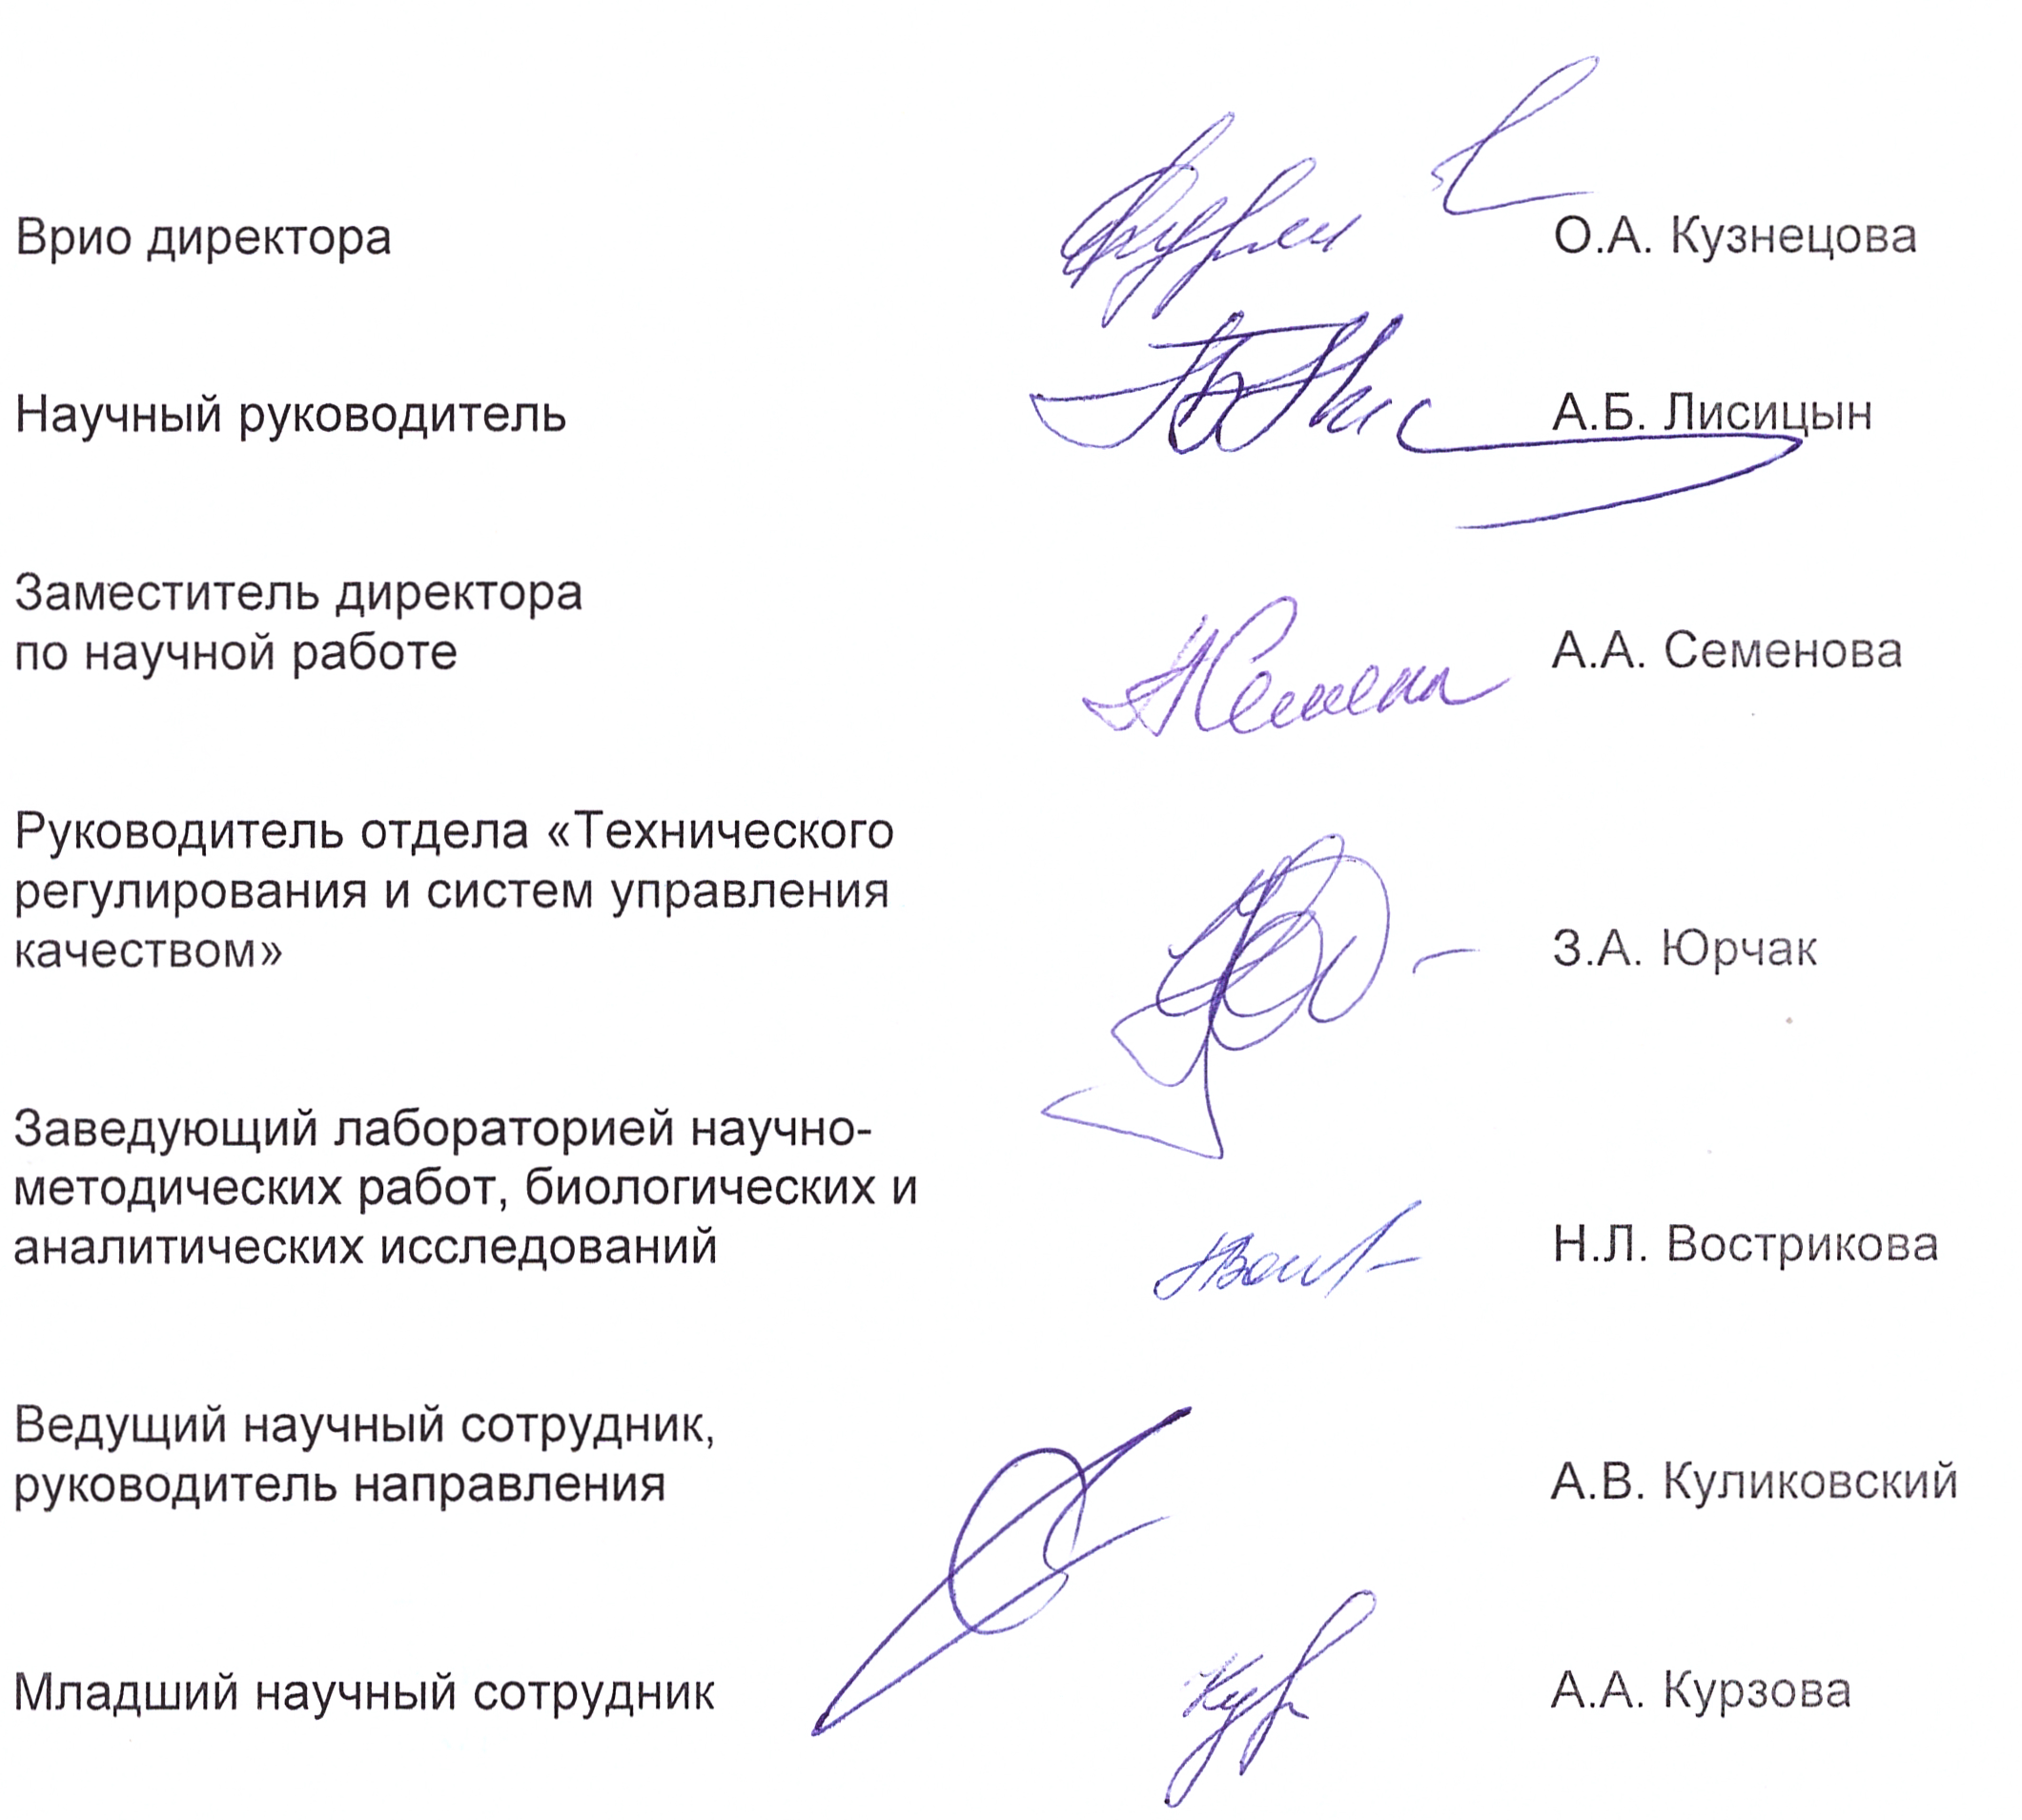 Врио директора О.А. Кузнецова
Научный руководитель А.Б. Лисицын
Заместитель директора
по научной работе А.А. Семенова
Руководитель отдела «Технического
регулирования и систем управления
качеством» З.А. Юрчак
Заведующий лабораторией научно-
методических работ, биологических и
аналитических исследований Н.Л. Вострикова
Ведущий научный сотрудник,
руководитель направления А.В. Куликовский
Младший научный сотрудник А.А. Курзова